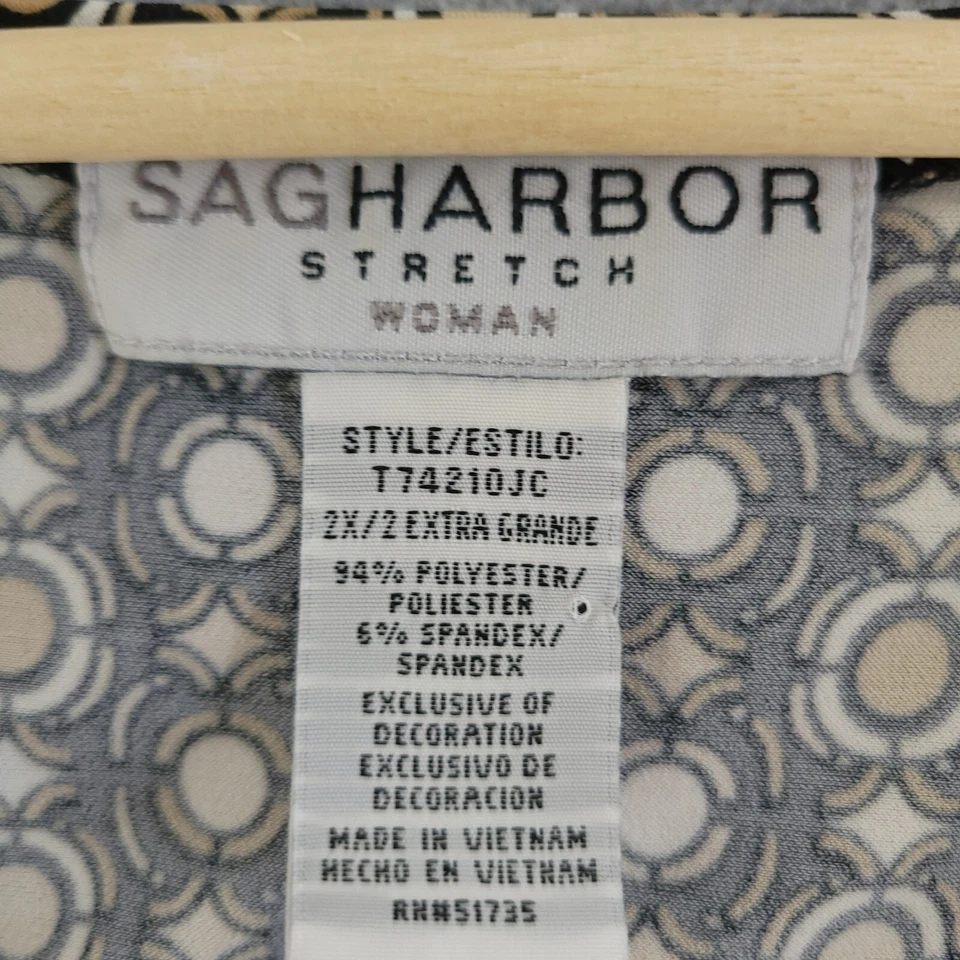 SAGHARBOR
STRETCH
WOMAN
STYLE/ESTILO:
T74210JC
2X/2 EXTRA GRANDE
94% POLYESTER/
POLIESTER
6% SPANDEX/
SPANDEX
EXCLUSIVE OF
DECORATION
EXCLUSIVO DE
DECORACION
MADE IN VIETNAM
HECHO EN VIETNAM
RN#51735